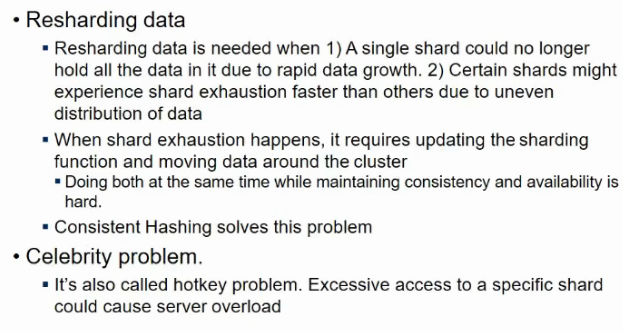 • Resharding data
▪ Resharding data is needed when 1) A single shard could no longer
hold all the data in it due to rapid data growth. 2) Certain shards might
experience shard exhaustion faster than others due to uneven
distribution of data
▪ When shard exhaustion happens, it requires updating the sharding
function and moving data around the cluster
▪ Doing both at the same time while maintaining consistency and availability is
hard.
▪ Consistent Hashing solves this problem
• Celebrity problem.
▪ It's also called hotkey problem. Excessive access to a specific shard
could cause server overload